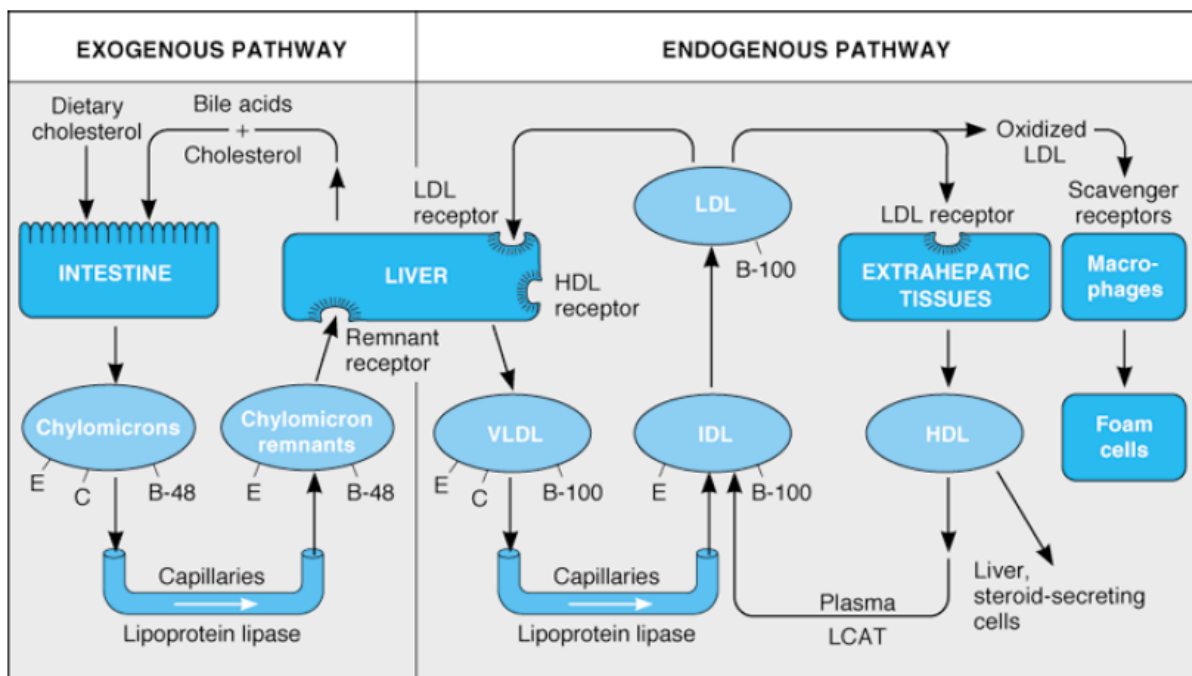 EXOGENOUS PATHWAY
ENDOGENOUS PATHWAY
Dietary
cholesterol
Bile acids
+
Cholesterol
INTESTINE
LIVER
LDL
receptor
HDL
receptor
Remnant
receptor
Chylomicrons
E
C
B-48
Chylomicron
remnants
E
B-48
Capillaries
Lipoprotein lipase
LDL
B-100
Oxidized
LDL
LDL receptor
Scavenger
receptors
EXTRAHEPATIC
TISSUES
Macro-
phages
VLDL
E
C
B-100
IDL
E
B-100
HDL
Foam
cells
Capillaries
Lipoprotein lipase
Plasma
LCAT
Liver,
steroid-secreting
cells